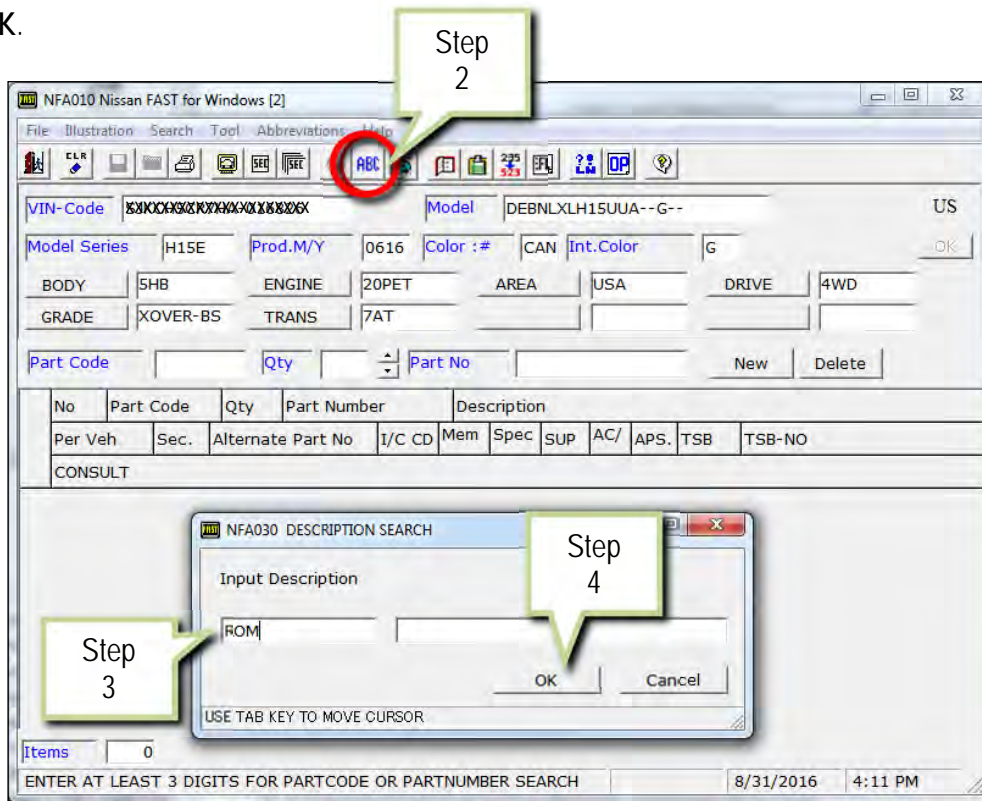 K.
Step
2
NFA010 Nissan FAST for Windows [2]
File Illustration Search Tool Abbreviations Help
CLR SEC SEC ABC OP
VIN-Code Model DEBNLXLH15UUA--G-- US
Model Series H15E Prod.M/Y 0616 Color :# CAN Int.Color G OK
BODY 5HB ENGINE 20PET AREA USA DRIVE 4WD
GRADE XOVER-BS TRANS 7AT
Part Code Qty Part No New Delete
No Part Code Qty Part Number Description
Per Veh Sec. Alternate Part No I/C CD Mem Spec SUP AC/ APS. TSB TSB-NO
CONSULT
NFA030 DESCRIPTION SEARCH
Step
4
Input Description
ROM
Step
3
OK Cancel
USE TAB KEY TO MOVE CURSOR
Items 0
ENTER AT LEAST 3 DIGITS FOR PARTCODE OR PARTNUMBER SEARCH 8/31/2016 4:11 PM